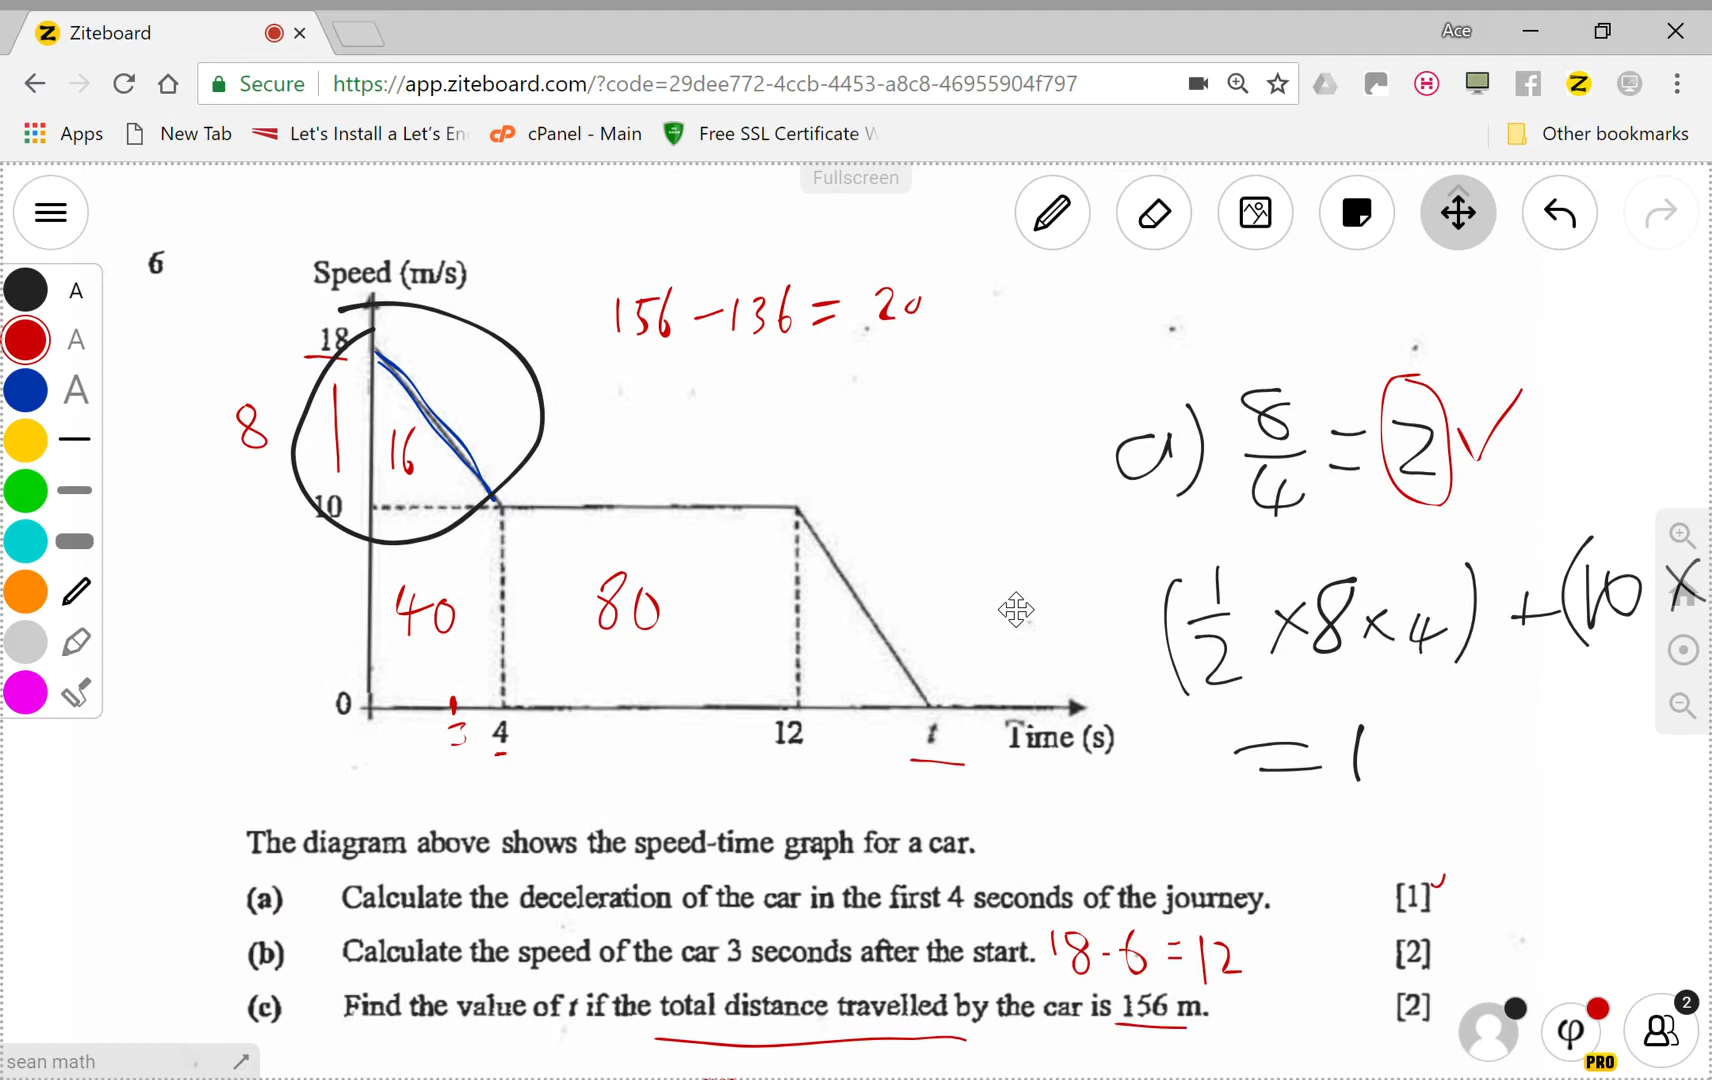 Ziteboard
Ace
Secure https://app.ziteboard.com/?code=29dee772-4ccb-4453-a8c8-46955904f797
Apps New Tab Let's Install a Let's En cPanel - Main Free SSL Certificate W Other bookmarks
Fullscreen
6
Speed (m/s)
156 - 136 = 20
18
8
16
10
a) 8/4 = 2 ✓
40
80
(1/2 × 8 × 4) + (10 ×
0
3 4 12 t Time (s)
= 1
The diagram above shows the speed-time graph for a car.
(a) Calculate the deceleration of the car in the first 4 seconds of the journey. [1]
(b) Calculate the speed of the car 3 seconds after the start. 18 - 6 = 12 [2]
(c) Find the value of t if the total distance travelled by the car is 156 m. [2]
A
A
A
sean math
φ
PRO
2